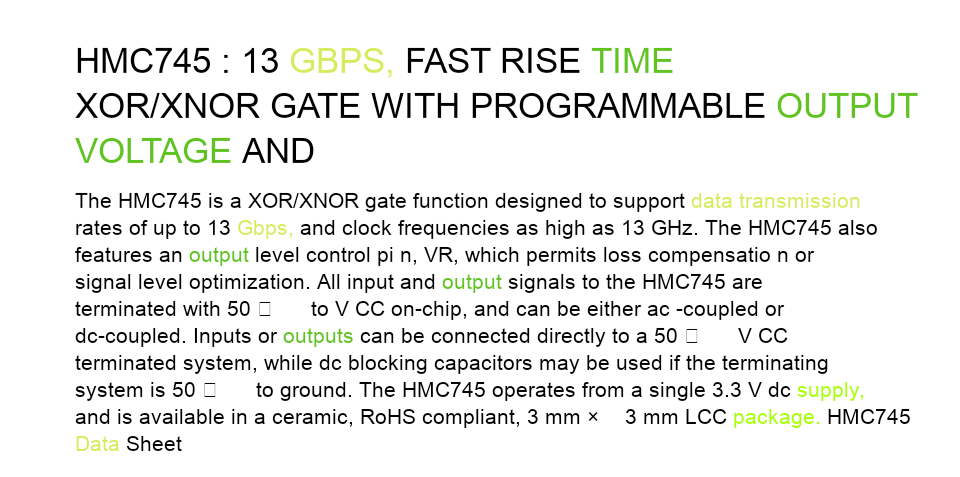 HMC745 : 13 GBPS, FAST RISE TIME
XOR/XNOR GATE WITH PROGRAMMABLE OUTPUT
VOLTAGE AND
The HMC745 is a XOR/XNOR gate function designed to support data transmission
rates of up to 13 Gbps, and clock frequencies as high as 13 GHz. The HMC745 also
features an output level control pi n, VR, which permits loss compensatio n or
signal level optimization. All input and output signals to the HMC745 are
terminated with 50 □ to V CC on-chip, and can be either ac -coupled or
dc-coupled. Inputs or outputs can be connected directly to a 50 □ V CC
terminated system, while dc blocking capacitors may be used if the terminating
system is 50 □ to ground. The HMC745 operates from a single 3.3 V dc supply,
and is available in a ceramic, RoHS compliant, 3 mm × 3 mm LCC package. HMC745
Data Sheet